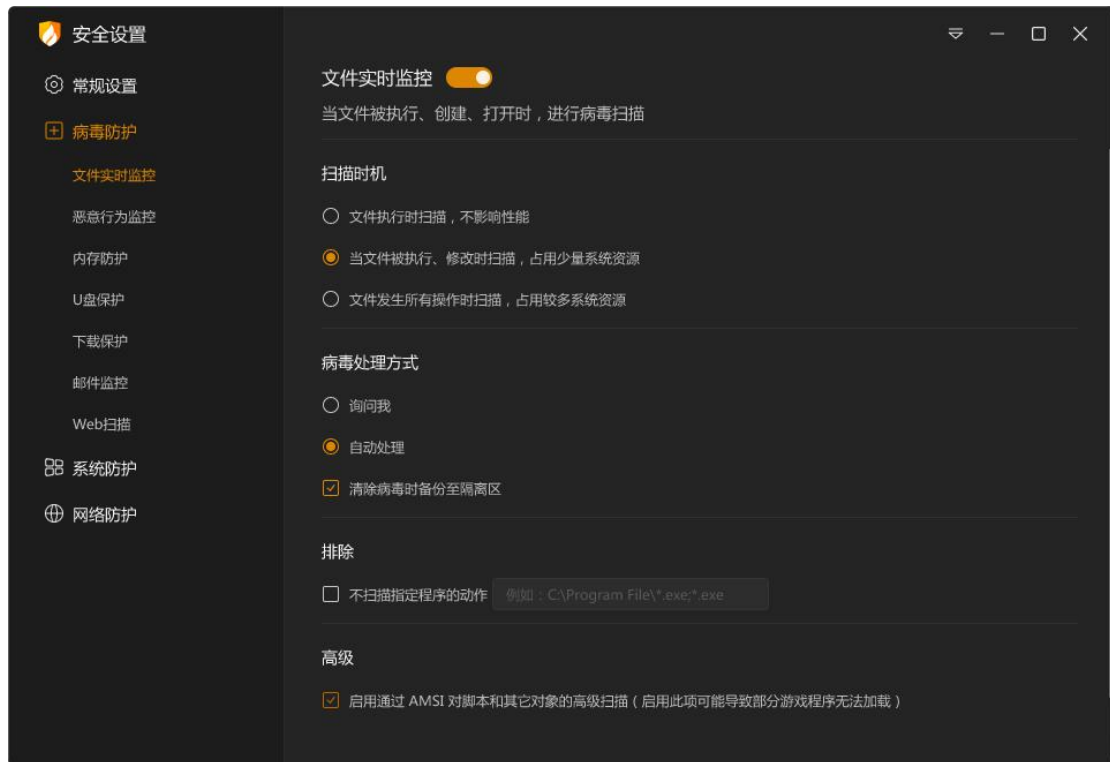 安全设置
常规设置
病毒防护
文件实时监控
恶意行为监控
内存防护
U盘保护
下载保护
邮件监控
Web扫描
系统防护
网络防护
文件实时监控
当文件被执行、创建、打开时，进行病毒扫描
扫描时机
文件执行时扫描，不影响性能
当文件被执行、修改时扫描，占用少量系统资源
文件发生所有操作时扫描，占用较多系统资源
病毒处理方式
询问我
自动处理
清除病毒时备份至隔离区
排除
不扫描指定程序的动作 例如：C:\Program File\*.exe;*.exe
高级
启用通过 AMSI 对脚本和其它对象的高级扫描（启用此项可能导致部分游戏程序无法加载）